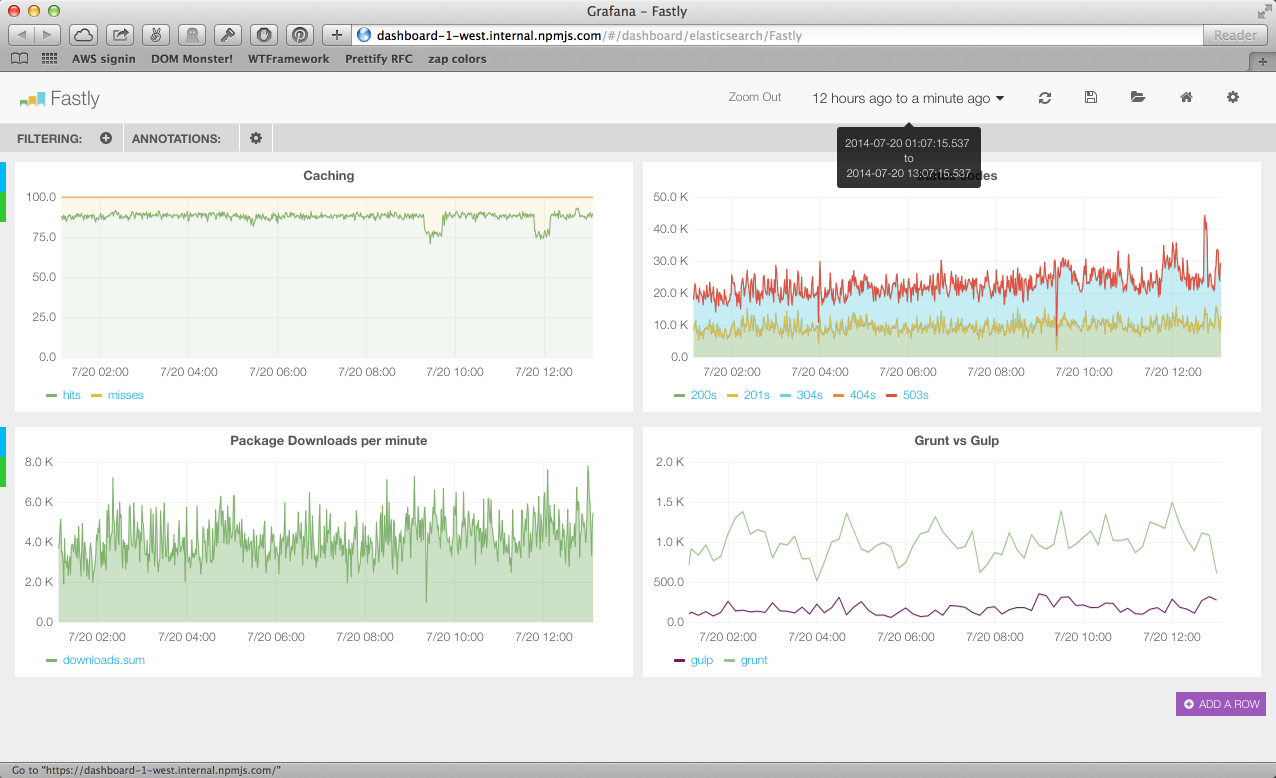 Grafana – Fastly
dashboard-1-west.internal.npmjs.com/#/dashboard/elasticsearch/Fastly
Reader
AWS signin DOM Monster! WTFramework Prettify RFC zap colors
Fastly
Zoom Out 12 hours ago to a minute ago
FILTERING: ANNOTATIONS:
2014-07-20 01:07:15.537
to
2014-07-20 13:07:16.537
Caching
100.0
75.0
50.0
25.0
0.0
7/20 02:00 7/20 04:00 7/20 06:00 7/20 08:00 7/20 10:00 7/20 12:00
hits misses
50.0 K
40.0 K
30.0 K
20.0 K
10.0 K
0.0
7/20 02:00 7/20 04:00 7/20 06:00 7/20 08:00 7/20 10:00 7/20 12:00
200s 201s 304s 404s 503s
Package Downloads per minute
8.0 K
6.0 K
4.0 K
2.0 K
0.0
7/20 02:00 7/20 04:00 7/20 06:00 7/20 08:00 7/20 10:00 7/20 12:00
downloads.sum
Grunt vs Gulp
2.0 K
1.5 K
1.0 K
500.0
0.0
7/20 02:00 7/20 04:00 7/20 06:00 7/20 08:00 7/20 10:00 7/20 12:00
gulp grunt
ADD A ROW
Go to "https://dashboard-1-west.internal.npmjs.com/"